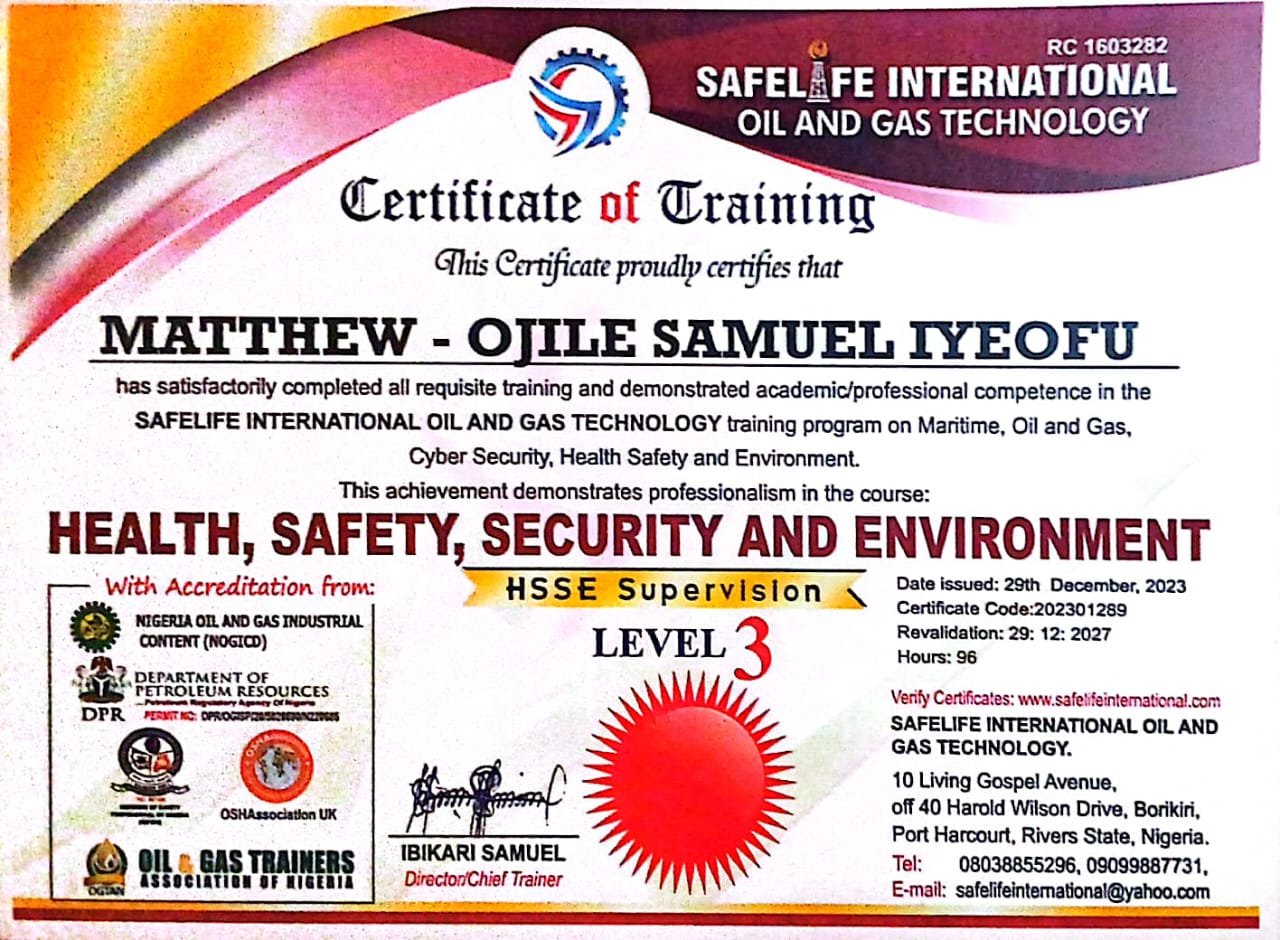 RC 1603282
SAFELIFE INTERNATIONAL
OIL AND GAS TECHNOLOGY
Certificate of Training
This Certificate proudly certifies that
MATTHEW - OJILE SAMUEL IYEOFU
has satisfactorily completed all requisite training and demonstrated academic/professional competence in the
SAFELIFE INTERNATIONAL OIL AND GAS TECHNOLOGY training program on Maritime, Oil and Gas,
Cyber Security, Health Safety and Environment.
This achievement demonstrates professionalism in the course:
HEALTH, SAFETY, SECURITY AND ENVIRONMENT
HSSE Supervision
LEVEL 3
With Accreditation from:
NIGERIA OIL AND GAS INDUSTRIAL
CONTENT (NOGICD)
DEPARTMENT OF
PETROLEUM RESOURCES
Petroleum Regulatory Agency Of Nigeria
DPR
PERMIT NO:
OSHAssociation UK
OIL & GAS TRAINERS
ASSOCIATION OF NIGERIA
OGTAN
IBIKARI SAMUEL
Director/Chief Trainer
Date issued: 29th December, 2023
Certificate Code:202301289
Revalidation: 29: 12: 2027
Hours: 96
Verify Certificates: www.safelifeinternational.com
SAFELIFE INTERNATIONAL OIL AND
GAS TECHNOLOGY.
10 Living Gospel Avenue,
off 40 Harold Wilson Drive, Borikiri,
Port Harcourt, Rivers State, Nigeria.
Tel: 08038855296, 09099887731,
E-mail: safelifeinternational@yahoo.com